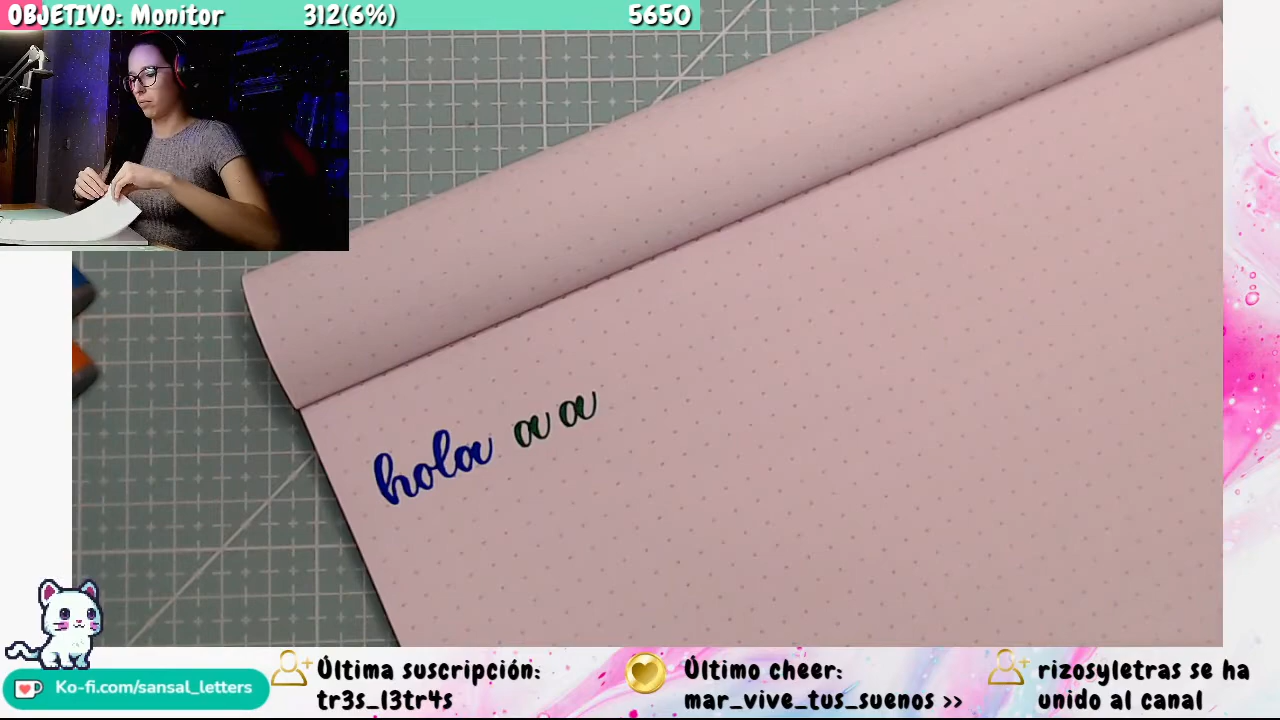 OBJETIVO: Monitor 312(6%) 5650
hola a a
Ko-fi.com/sansal_letters
Última suscripción:
tr3s_l3tr4s
Último cheer:
mar_vive_tus_suenos >>
rizosyletras se ha
unido al canal